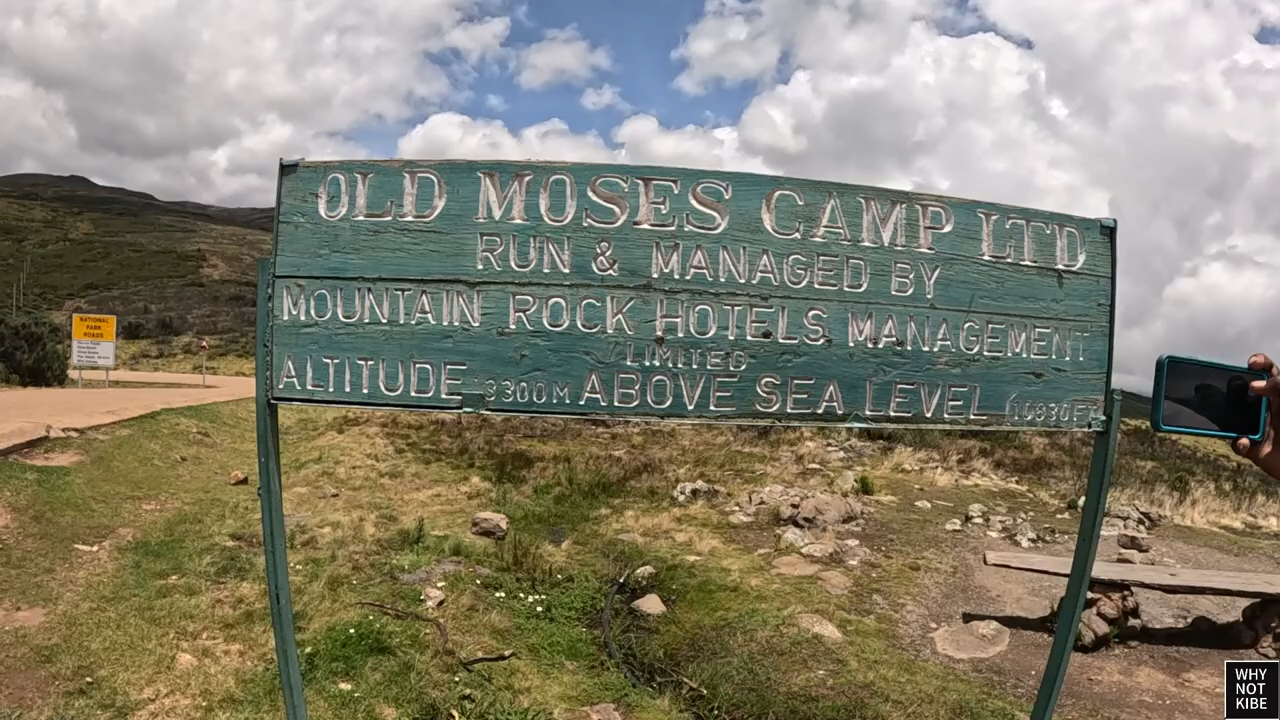 OLD MOSES CAMP LTD
RUN & MANAGED BY
MOUNTAIN ROCK HOTELS MANAGEMENT
LIMITED
ALTITUDE 3300M ABOVE SEA LEVEL (10830FT
NATIONAL
PARK
ROADS
WHY
NOT
KIBE